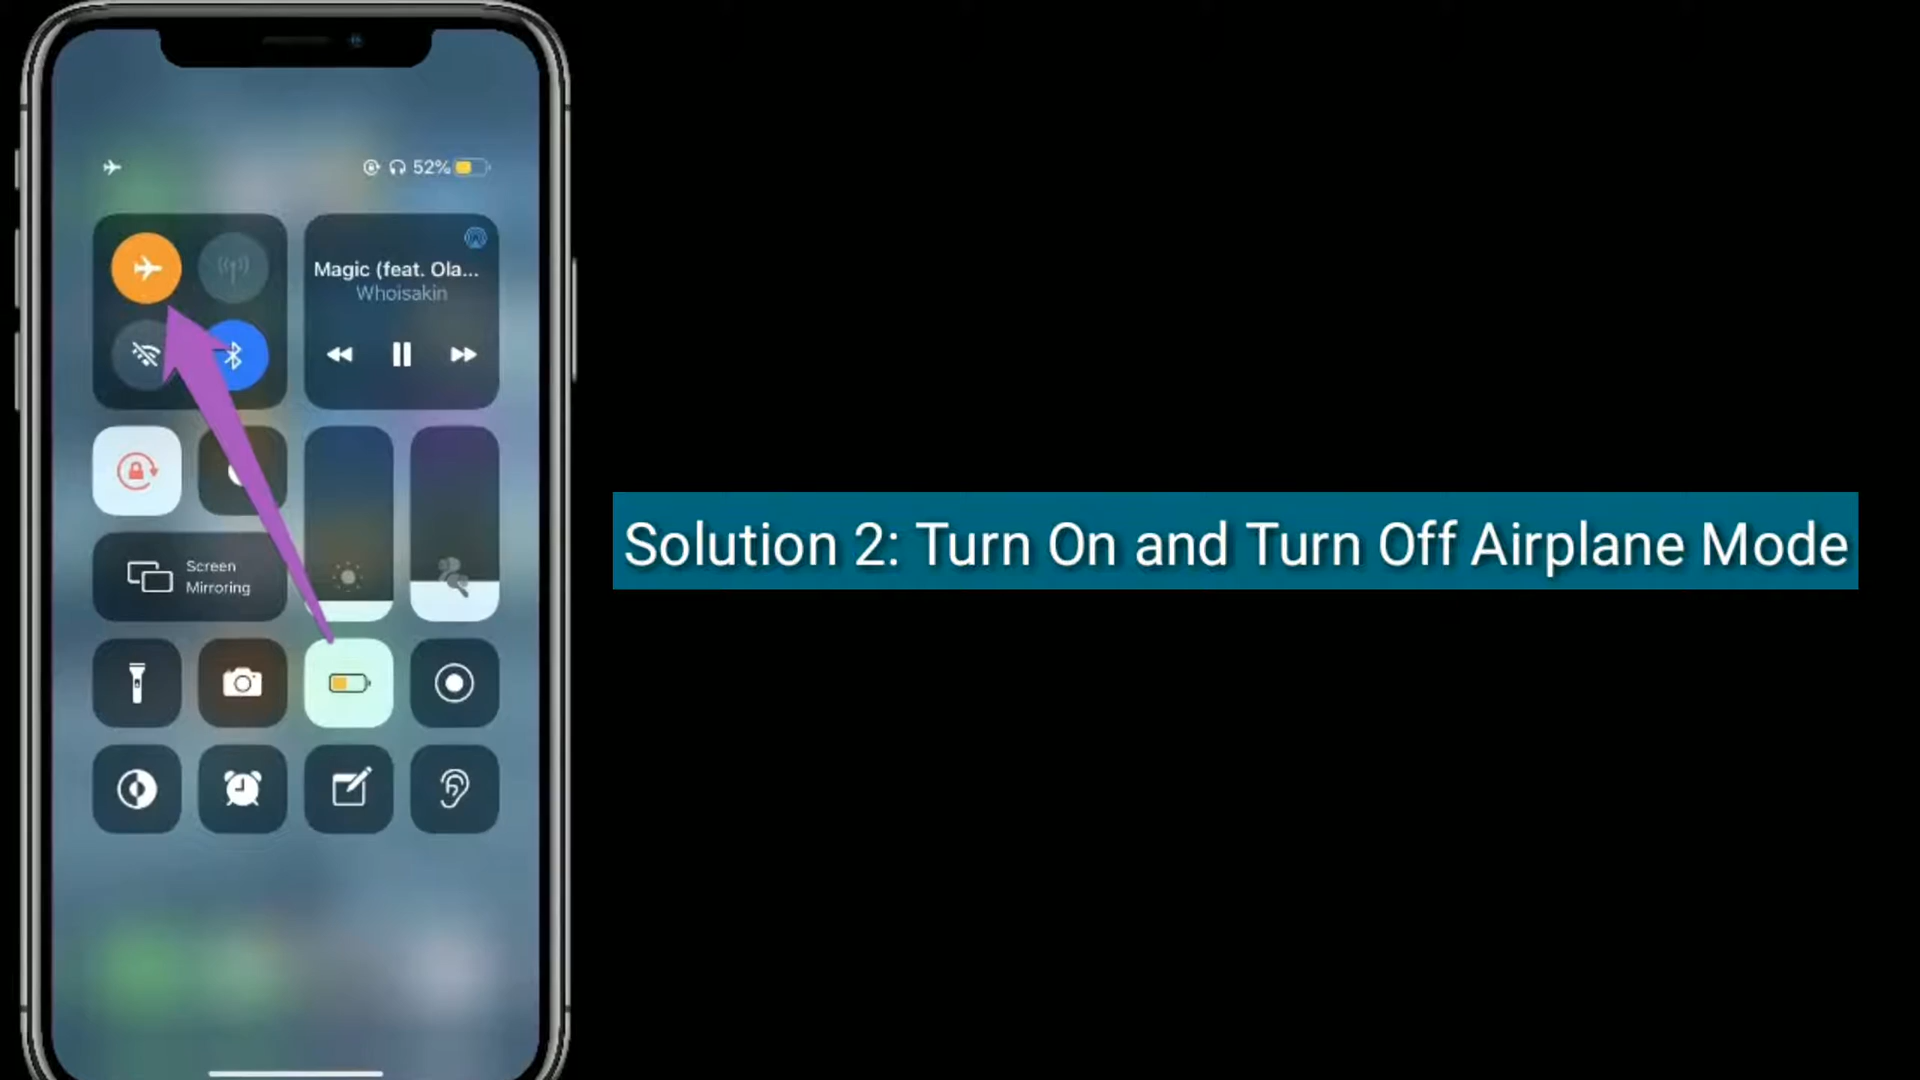 52%
Magic (feat. Ola...
Whoisakin
Screen
Mirroring
Solution 2: Turn On and Turn Off Airplane Mode